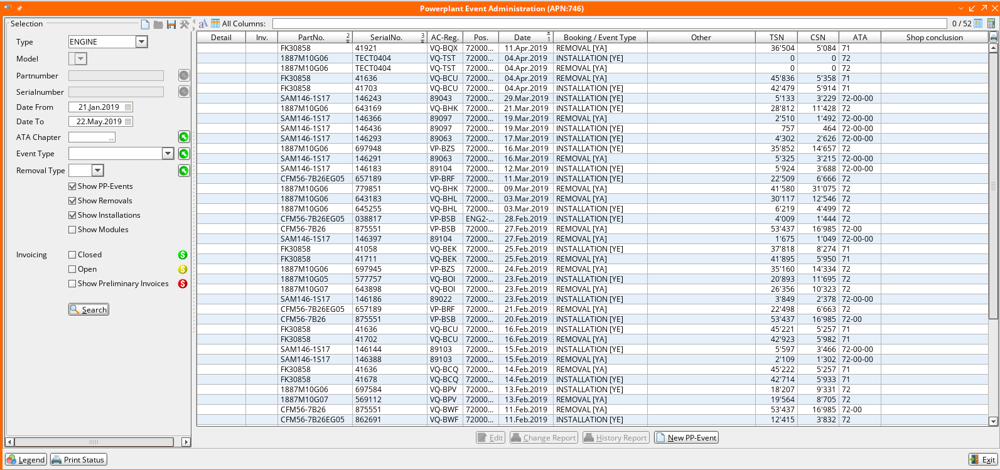 Powerplant Event Administration (APN:746)
Selection
Type ENGINE
Model
Partnumber
Serialnumber
Date From 21.Jan.2019
Date To 22.May.2019
ATA Chapter
Event Type
Removal Type
Show PP-Events
Show Removals
Show Installations
Show Modules
Invoicing Closed
Open
Show Preliminary Invoices
Search
All Columns: 0 / 52
Detail Inv. PartNo. 2 SerialNo. 3 AC-Reg. Pos. Date 1 Booking / Event Type Other TSN CSN ATA Shop conclusion
FK30858 41921 VQ-BQX 72000... 11.Apr.2019 REMOVAL [YA] 36'504 5'084 71
1887M10G06 TECT0404 VQ-TST 72000... 04.Apr.2019 INSTALLATION [YE] 0 0 72
1887M10G06 TECT0404 VQ-TST 72000... 04.Apr.2019 REMOVAL [YA] 0 0 72
FK30858 41636 VQ-BCU 72000... 04.Apr.2019 REMOVAL [YA] 45'836 5'358 71
FK30858 41703 VQ-BCU 72000... 04.Apr.2019 INSTALLATION [YE] 42'479 5'914 71
SAM146-1S17 146243 89043 72000... 29.Mar.2019 INSTALLATION [YE] 5'133 3'229 72-00-00
1887M10G06 643169 VQ-BHK 72000... 21.Mar.2019 INSTALLATION [YE] 28'812 11'428 72
SAM146-1S17 146366 89097 72000... 19.Mar.2019 REMOVAL [YA] 2'510 1'492 72-00-00
SAM146-1S17 146436 89097 72000... 19.Mar.2019 INSTALLATION [YE] 757 464 72-00-00
SAM146-1S17 146293 89063 72000... 17.Mar.2019 INSTALLATION [YE] 4'302 2'626 72-00-00
1887M10G06 697948 VP-BZS 72000... 16.Mar.2019 INSTALLATION [YE] 35'852 14'657 72
SAM146-1S17 146291 89063 72000... 16.Mar.2019 REMOVAL [YA] 5'325 3'215 72-00-00
SAM146-1S17 146183 89104 72000... 12.Mar.2019 INSTALLATION [YE] 5'924 3'688 72-00-00
CFM56-7B26EG05 657189 VP-BRF 72000... 11.Mar.2019 INSTALLATION [YE] 22'509 6'666 72
1887M10G06 779851 VQ-BHK 72000... 09.Mar.2019 REMOVAL [YA] 41'580 31'075 72
1887M10G06 643183 VQ-BHL 72000... 03.Mar.2019 REMOVAL [YA] 30'117 12'546 72
1887M10G06 645255 VQ-BHL 72000... 03.Mar.2019 INSTALLATION [YE] 6'219 4'499 72
CFM56-7B26EG05 038817 VP-BSB ENG2-... 28.Feb.2019 INSTALLATION [YE] 4'009 1'444 72
CFM56-7B26 875551 VP-BSB 72000... 27.Feb.2019 REMOVAL [YA] 53'437 16'985 72-00
SAM146-1S17 146397 89104 72000... 27.Feb.2019 REMOVAL [YA] 1'675 1'049 72-00-00
FK30858 41058 VQ-BEK 72000... 25.Feb.2019 INSTALLATION [YE] 37'818 8'274 71
FK30858 41711 VQ-BEK 72000... 25.Feb.2019 REMOVAL [YA] 41'895 5'950 71
1887M10G06 697945 VP-BZS 72000... 24.Feb.2019 REMOVAL [YA] 35'160 14'334 72
1887M10G05 577757 VQ-BOI 72000... 23.Feb.2019 INSTALLATION [YE] 20'893 11'695 72
1887M10G07 643898 VQ-BOI 72000... 23.Feb.2019 REMOVAL [YA] 26'356 10'323 72
SAM146-1S17 146186 89022 72000... 23.Feb.2019 INSTALLATION [YE] 3'849 2'378 72-00-00
CFM56-7B26EG05 657189 VP-BRF 72000... 21.Feb.2019 REMOVAL [YA] 22'498 6'663 72
CFM56-7B26 875551 VP-BSB 72000... 20.Feb.2019 INSTALLATION [YE] 53'437 16'985 72-00
FK30858 41636 VQ-BCU 72000... 16.Feb.2019 INSTALLATION [YE] 45'221 5'257 71
FK30858 41702 VQ-BCU 72000... 16.Feb.2019 REMOVAL [YA] 42'923 5'982 71
SAM146-1S17 146144 89103 72000... 15.Feb.2019 INSTALLATION [YE] 5'597 3'466 72-00-00
SAM146-1S17 146388 89103 72000... 15.Feb.2019 REMOVAL [YA] 2'109 1'302 72-00-00
FK30858 41636 VQ-BCQ 72000... 14.Feb.2019 REMOVAL [YA] 45'222 5'257 71
FK30858 41678 VQ-BCQ 72000... 14.Feb.2019 INSTALLATION [YE] 42'714 5'933 71
1887M10G06 697584 VQ-BPV 72000... 13.Feb.2019 INSTALLATION [YE] 18'207 9'331 72
1887M10G07 569112 VQ-BPV 72000... 13.Feb.2019 REMOVAL [YA] 19'564 8'705 72
CFM56-7B26 875551 VQ-BWF 72000... 11.Feb.2019 REMOVAL [YA] 53'437 16'985 72-00
CFM56-7B26EG05 862691 VQ-BWF 72000... 11.Feb.2019 INSTALLATION [YE] 12'415 3'832 72
Edit Change Report History Report New PP-Event
Legend Print Status Exit